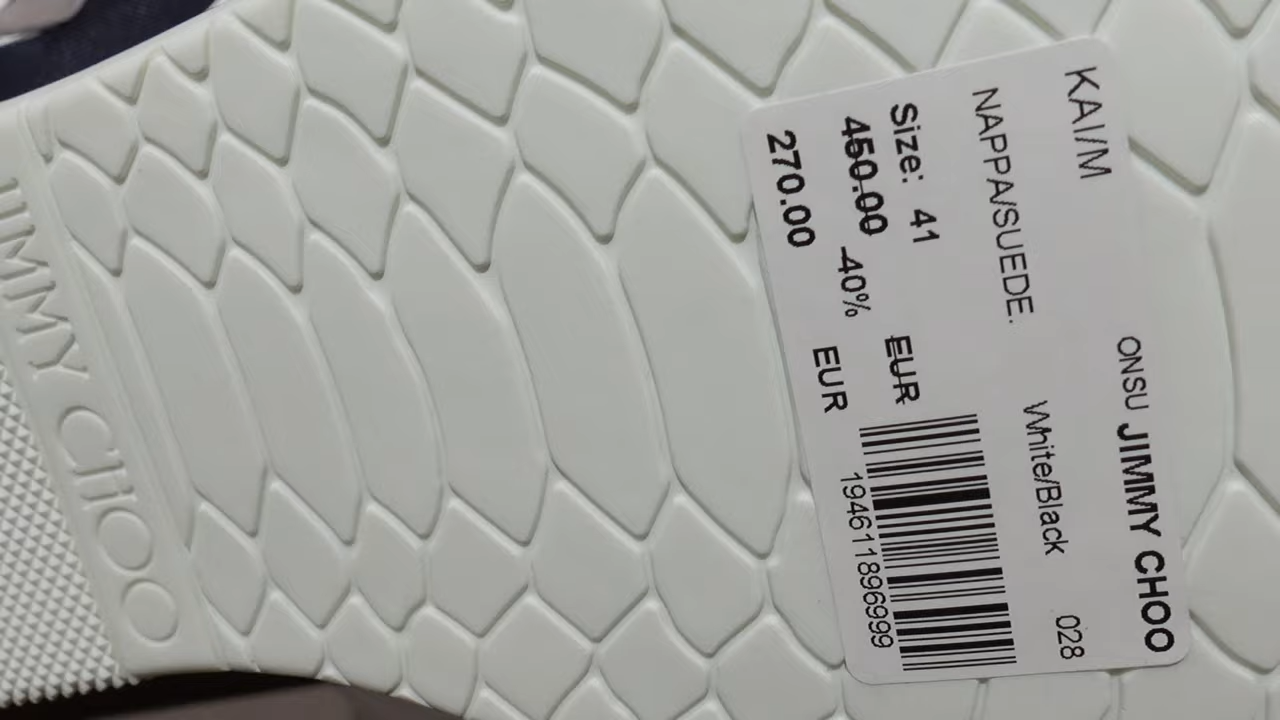 KAI/M ONSU JIMMY CHOO
NAPPA/SUEDE. White/Black 028
Size: 41
450.00 EUR
-40%
270.00 EUR
194611896999
JIMMY CHOO